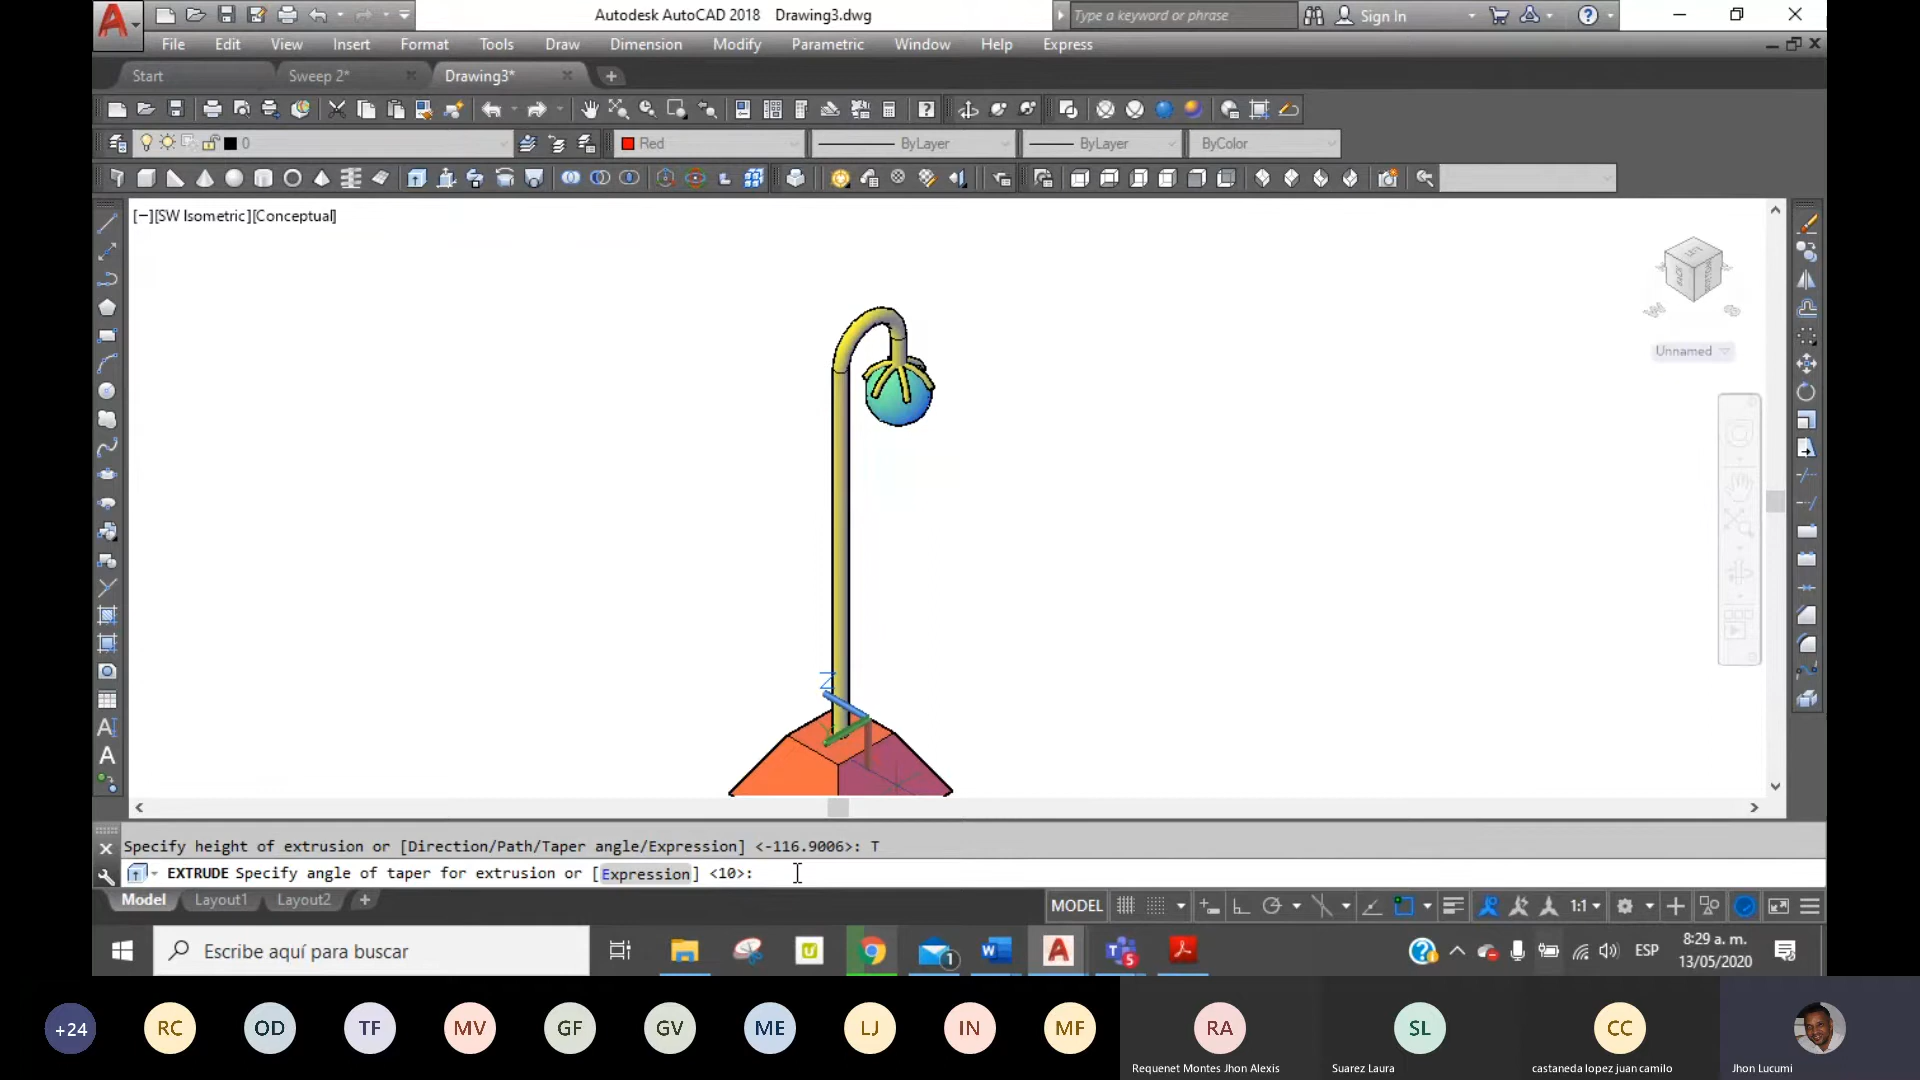 Autodesk AutoCAD 2018 Drawing3.dwg
Type a keyword or phrase
Sign In
File Edit View Insert Format Tools Draw Dimension Modify Parametric Window Help Express
Start Sweep 2* Drawing3*
0 Red ByLayer ByLayer ByColor
[−][SW Isometric][Conceptual]
LEFT
BACK
Unnamed
Z
Specify height of extrusion or [Direction/Path/Taper angle/Expression] <-116.9006>: T
EXTRUDE Specify angle of taper for extrusion or [Expression] <10>:
Model Layout1 Layout2
MODEL 1:1
Escribe aquí para buscar
1
5
ESP
8:29 a. m.
13/05/2020
+24 RC OD TF MV GF GV ME LJ IN MF RA SL CC
Requenet Montes Jhon Alexis Suarez Laura castaneda lopez juan camilo Jhon Lucumi